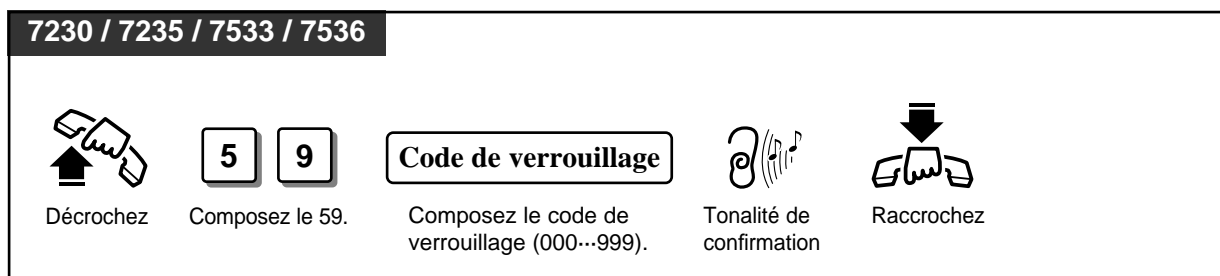 7230 / 7235 / 7533 / 7536
5 9 Code de verrouillage
Décrochez
Composez le 59.
Composez le code de
verrouillage (000···999).
Tonalité de
confirmation
Raccrochez